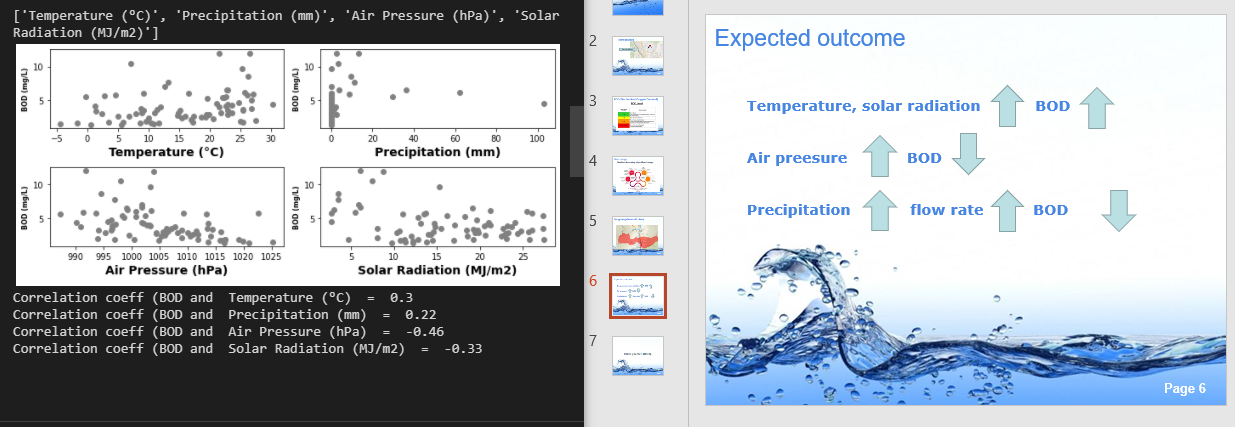 ['Temperature (ºC)', 'Precipitation (mm)', 'Air Pressure (hPa)', 'Solar
Radiation (MJ/m2)']
BOD (mg/L)
10
5
-5 0 5 10 15 20 25 30
Temperature (°C)
BOD (mg/L)
10
5
0 20 40 60 80 100
Precipitation (mm)
BOD (mg/L)
10
5
990 995 1000 1005 1010 1015 1020 1025
Air Pressure (hPa)
BOD (mg/L)
10
5
5 10 15 20 25
Solar Radiation (MJ/m2)
Correlation coeff (BOD and Temperature (ºC) = 0.3
Correlation coeff (BOD and Precipitation (mm) = 0.22
Correlation coeff (BOD and Air Pressure (hPa) = -0.46
Correlation coeff (BOD and Solar Radiation (MJ/m2) = -0.33
2
3
4
5
6
7
Expected outcome
Temperature, solar radiation BOD
Air preesure BOD
Precipitation flow rate BOD
Page 6